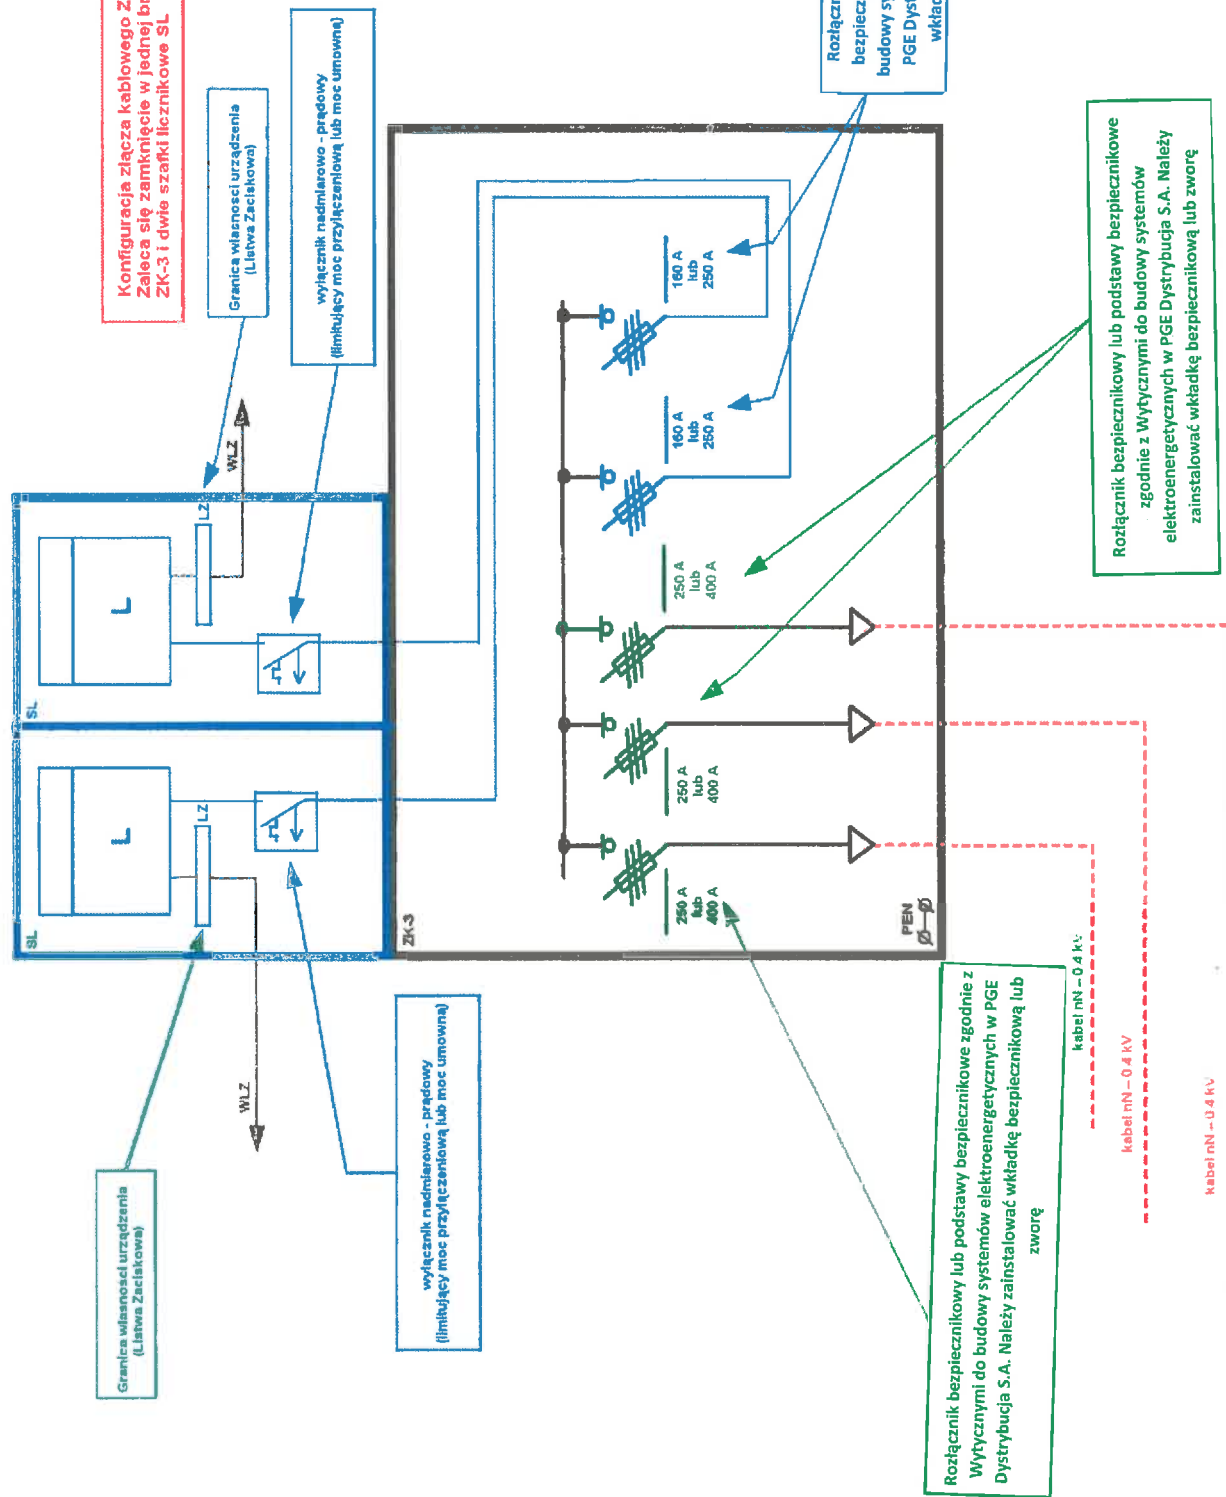 Konfiguracja złącza kablowego Z
Zaleca się zamknięcie w jednej br
ZK-3 i dwie szafki licznikowe SL
Granica własności urządzenia
(Listwa Zaciskowa)
wyłącznik nadmiarowo - prądowy
(limitujący moc przyłączeniową lub moc umowną)
Rozłączn
bezpiecz
budowy sy
PGE Dyst
wkład
SL
L
LZ
WLZ
SL
L
LZ
WLZ
Granica własności urządzenia
(Listwa Zaciskowa)
wyłącznik nadmiarowo - prądowy
(limitujący moc przyłączeniową lub moc umowną)
ZK-3
250 A
lub
400 A
250 A
lub
400 A
250 A
lub
400 A
160 A
lub
250 A
160 A
lub
250 A
PEN
Rozłącznik bezpiecznikowy lub podstawy bezpiecznikowe
zgodnie z Wytycznymi do budowy systemów
elektroenergetycznych w PGE Dystrybucja S.A. Należy
zainstalować wkładkę bezpiecznikową lub zworę
Rozłącznik bezpiecznikowy lub podstawy bezpiecznikowe zgodnie z
Wytycznymi do budowy systemów elektroenergetycznych w PGE
Dystrybucja S.A. Należy zainstalować wkładkę bezpiecznikową lub
zworę
kabel nN – 0.4 kV
kabel nN – 0.4 kV
kabel nN – 0.4 kV